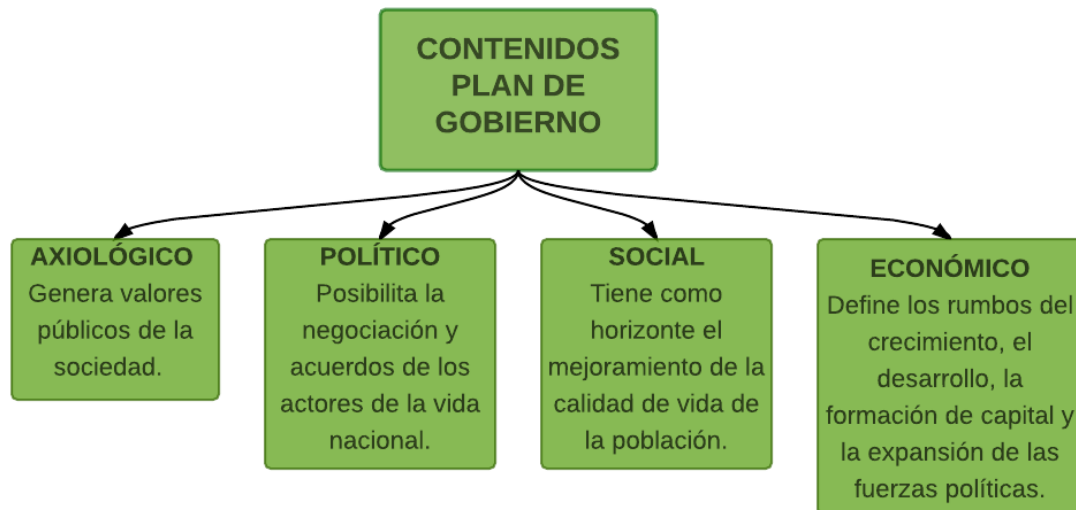 CONTENIDOS
PLAN DE
GOBIERNO
AXIOLÓGICO
Genera valores
públicos de la
sociedad.
POLÍTICO
Posibilita la
negociación y
acuerdos de los
actores de la vida
nacional.
SOCIAL
Tiene como
horizonte el
mejoramiento de la
calidad de vida de
la población.
ECONÓMICO
Define los rumbos del
crecimiento, el
desarrollo, la
formación de capital y
la expansión de las
fuerzas políticas.